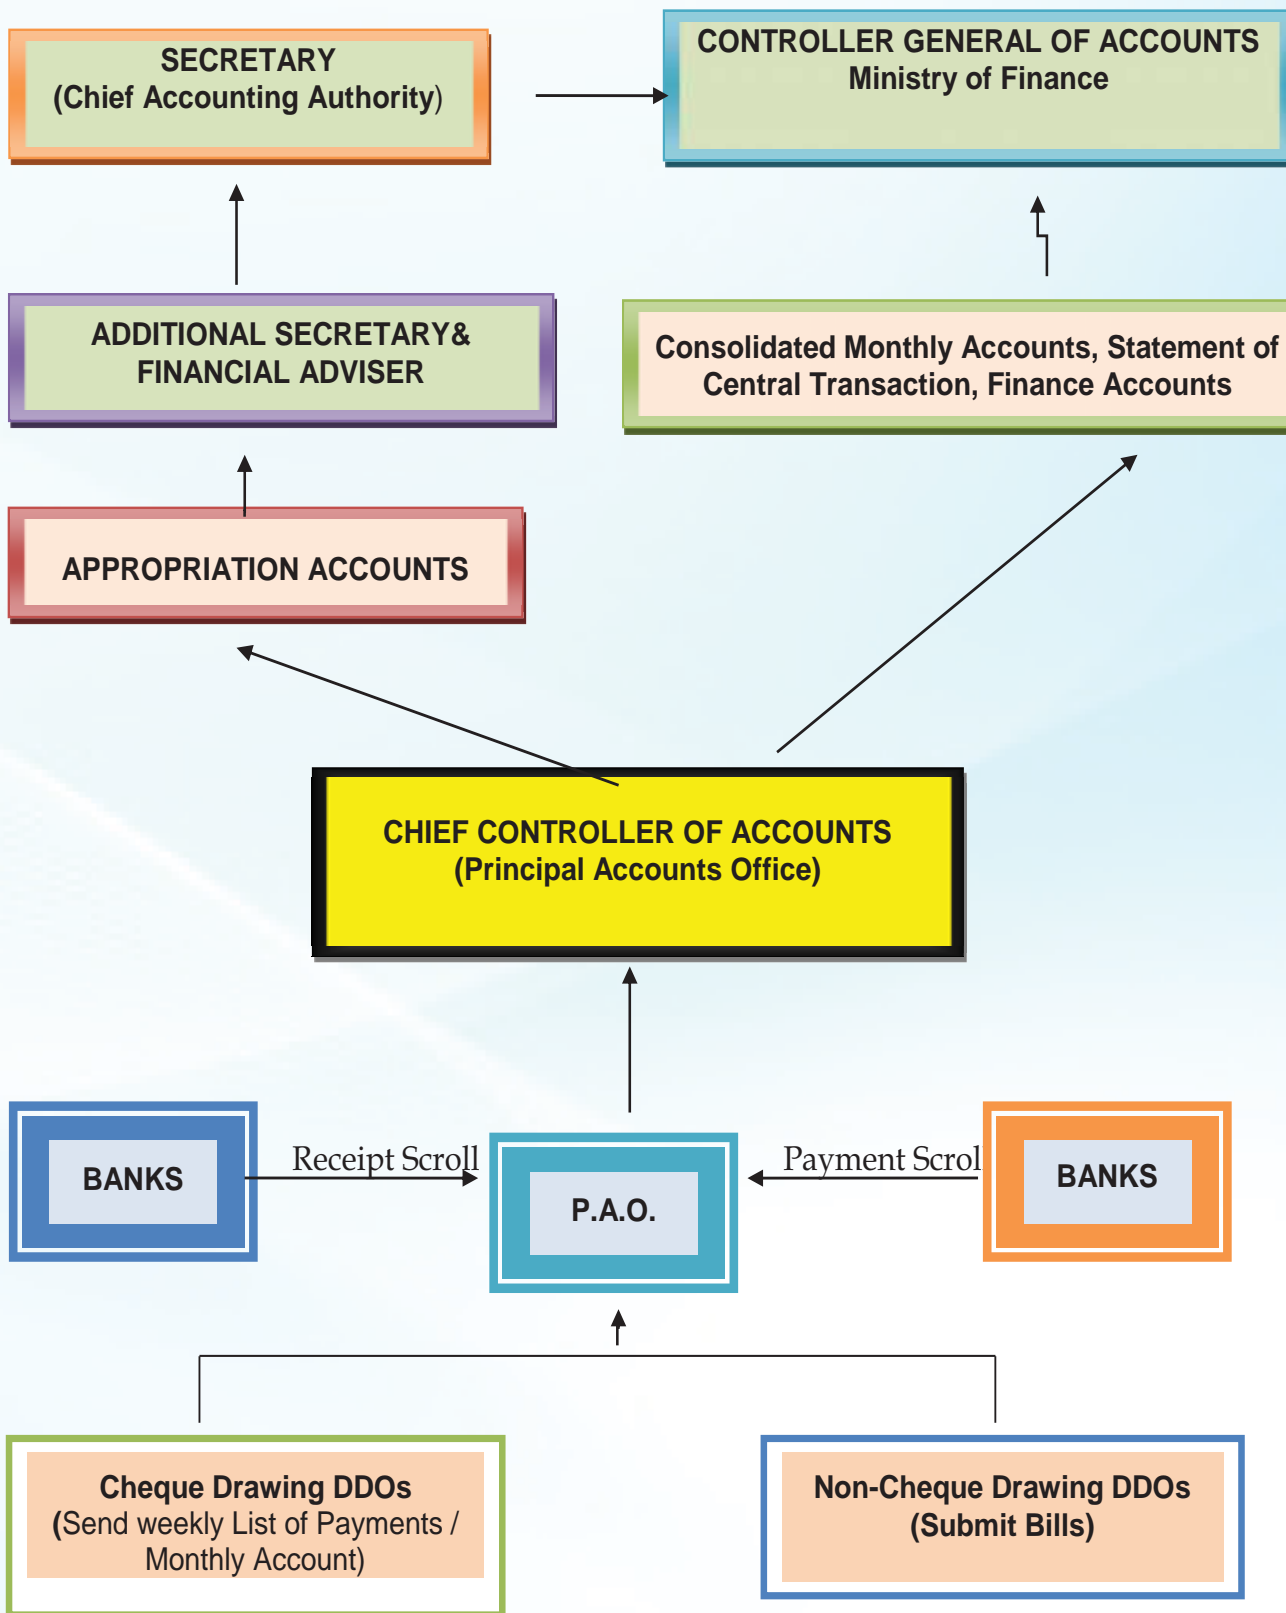 SECRETARY
(Chief Accounting Authority)
CONTROLLER GENERAL OF ACCOUNTS
Ministry of Finance
ADDITIONAL SECRETARY&
FINANCIAL ADVISER
Consolidated Monthly Accounts, Statement of
Central Transaction, Finance Accounts
APPROPRIATION ACCOUNTS
CHIEF CONTROLLER OF ACCOUNTS
(Principal Accounts Office)
BANKS
Receipt Scroll
P.A.O.
Payment Scroll
BANKS
Cheque Drawing DDOs
(Send weekly List of Payments /
Monthly Account)
Non-Cheque Drawing DDOs
(Submit Bills)